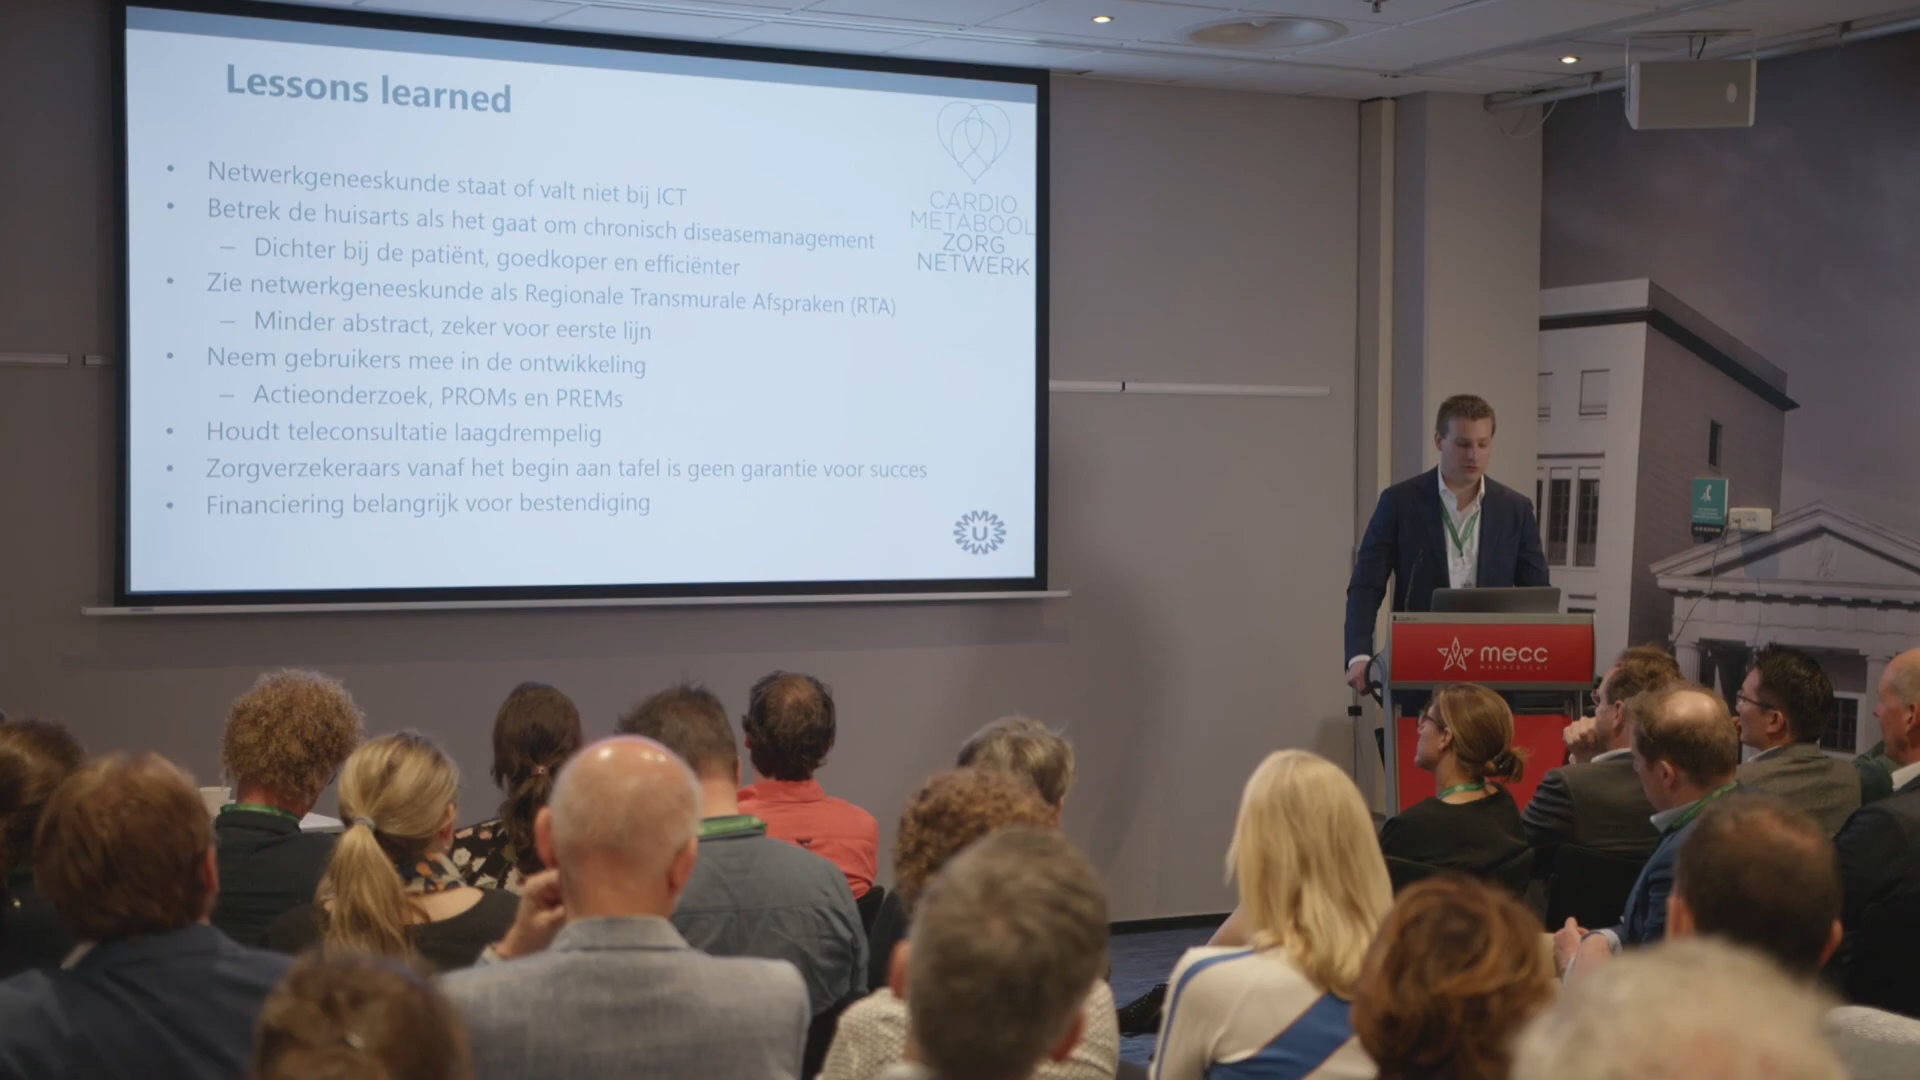 Lessons learned
• Netwerkgeneeskunde staat of valt niet bij ICT
• Betrek de huisarts als het gaat om chronisch diseasemanagement
– Dichter bij de patiënt, goedkoper en efficiënter
• Zie netwerkgeneeskunde als Regionale Transmurale Afspraken (RTA)
– Minder abstract, zeker voor eerste lijn
• Neem gebruikers mee in de ontwikkeling
– Actieonderzoek, PROMs en PREMs
• Houdt teleconsultatie laagdrempelig
• Zorgverzekeraars vanaf het begin aan tafel is geen garantie voor succes
• Financiering belangrijk voor bestendiging
CARDIO
METABOOL
ZORG
NETWERK
U
mecc